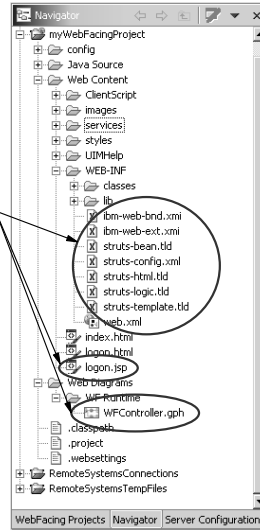 Navigator
myWebFacingProject
config
Java Source
Web Content
ClientScript
images
services
styles
UIMHelp
WEB-INF
classes
lib
ibm-web-bnd.xmi
ibm-web-ext.xmi
struts-bean.tld
struts-config.xml
struts-html.tld
struts-logic.tld
struts-template.tld
web.xml
index.html
logon.html
logon.jsp
Web Diagrams
WF Runtime
WFController.gph
.classpath
.project
.websettings
RemoteSystemsConnections
RemoteSystemsTempFiles
WebFacing Projects Navigator Server Configuration